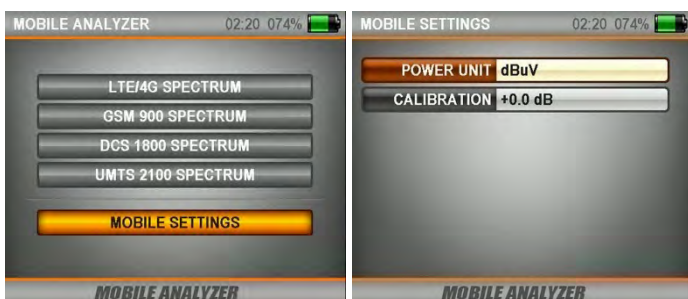 MOBILE ANALYZER 02:20 074%
LTE/4G SPECTRUM
GSM 900 SPECTRUM
DCS 1800 SPECTRUM
UMTS 2100 SPECTRUM
MOBILE SETTINGS
MOBILE ANALYZER
MOBILE SETTINGS 02:20 074%
POWER UNIT dBuV
CALIBRATION +0.0 dB
MOBILE ANALYZER